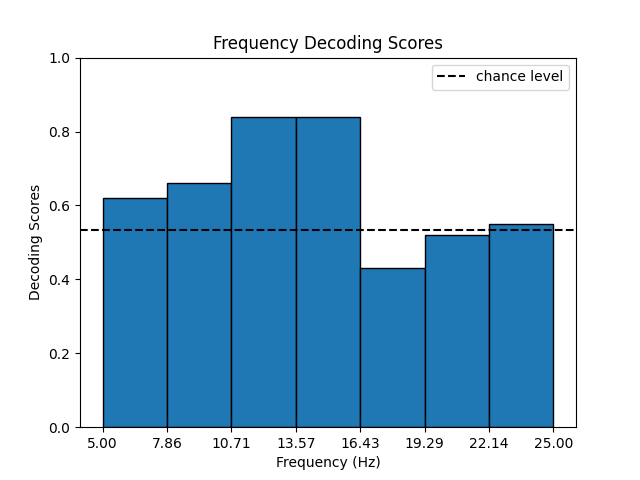 Frequency Decoding Scores
chance level
1.0
0.8
0.6
0.4
0.2
0.0
Decoding Scores
5.00 7.86 10.71 13.57 16.43 19.29 22.14 25.00
Frequency (Hz)